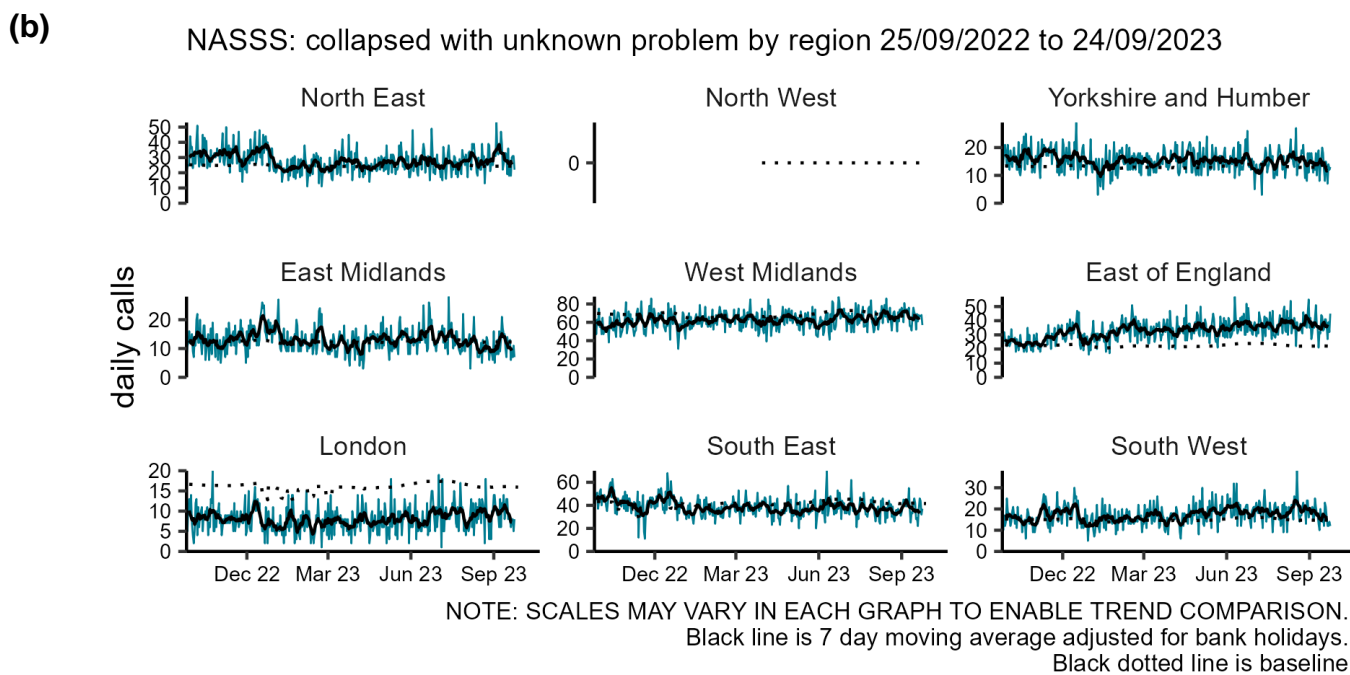 (b)
NASSS: collapsed with unknown problem by region 25/09/2022 to 24/09/2023
North East
50
40
30
20
10
0
North West
0
Yorkshire and Humber
20
10
0
daily calls
East Midlands
20
10
0
West Midlands
80
60
40
20
0
East of England
50
40
30
20
10
0
London
20
15
10
5
0
Dec 22 Mar 23 Jun 23 Sep 23
South East
60
40
20
0
Dec 22 Mar 23 Jun 23 Sep 23
South West
30
20
10
0
Dec 22 Mar 23 Jun 23 Sep 23
NOTE: SCALES MAY VARY IN EACH GRAPH TO ENABLE TREND COMPARISON.
Black line is 7 day moving average adjusted for bank holidays.
Black dotted line is baseline